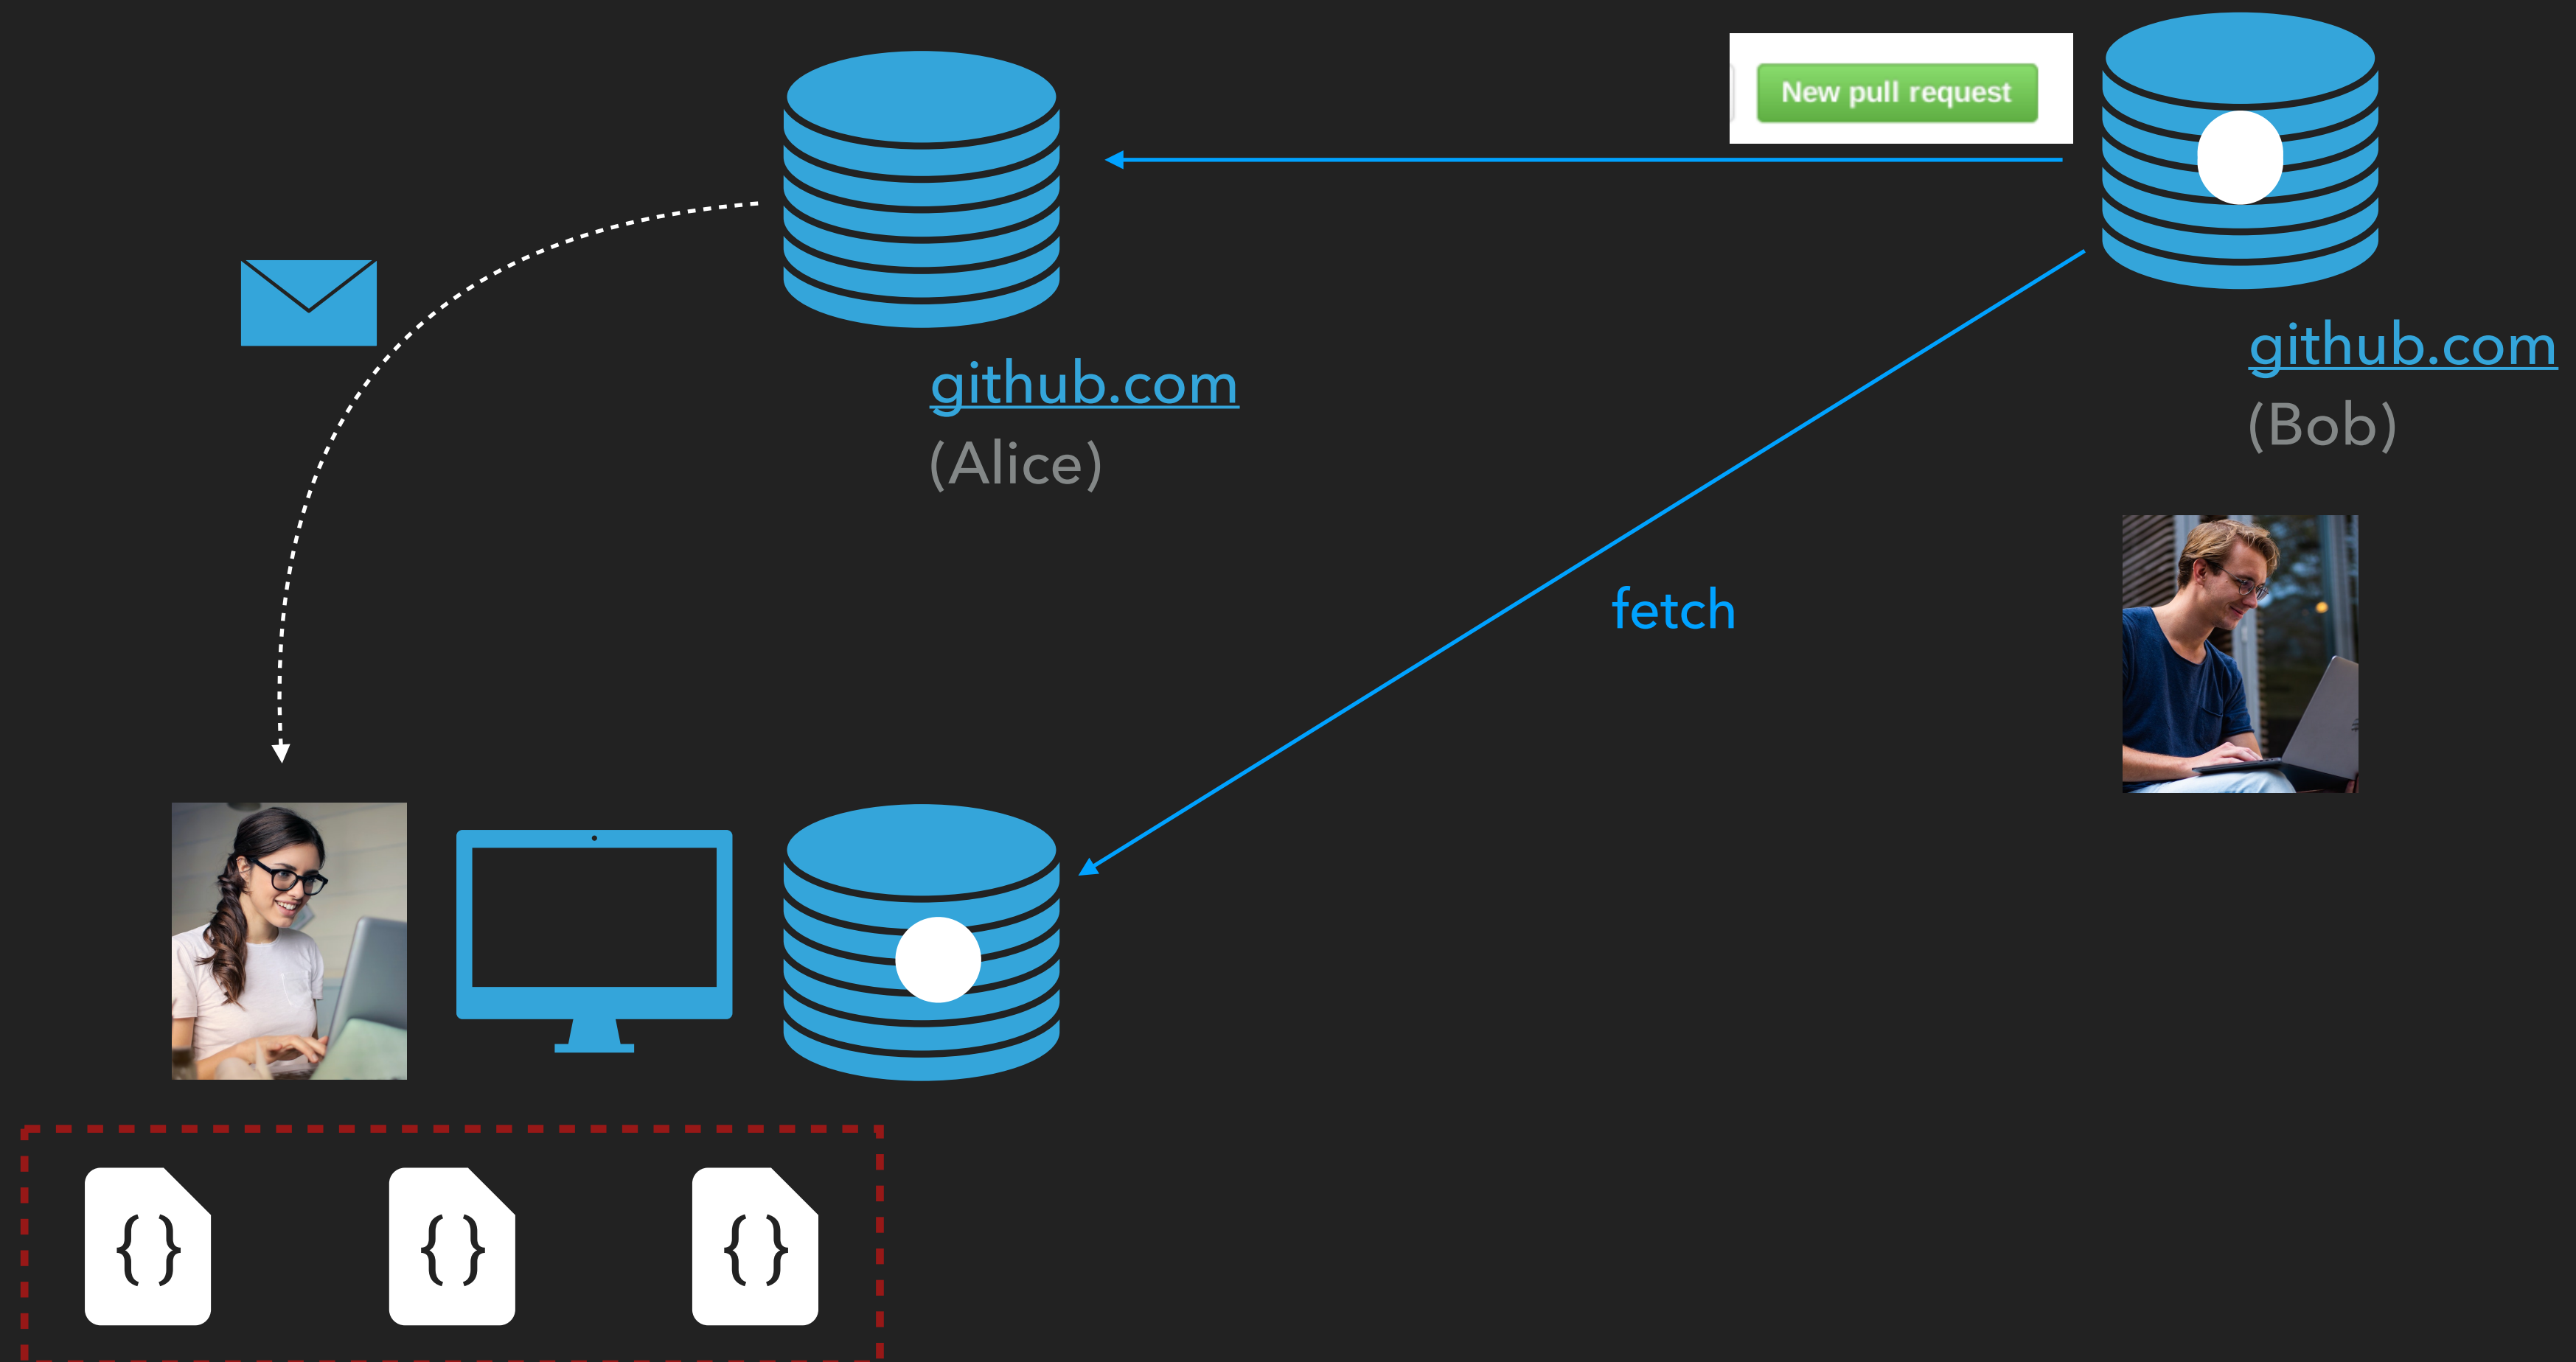 New pull request
github.com
(Alice)
github.com
(Bob)
fetch
{ }
{ }
{ }